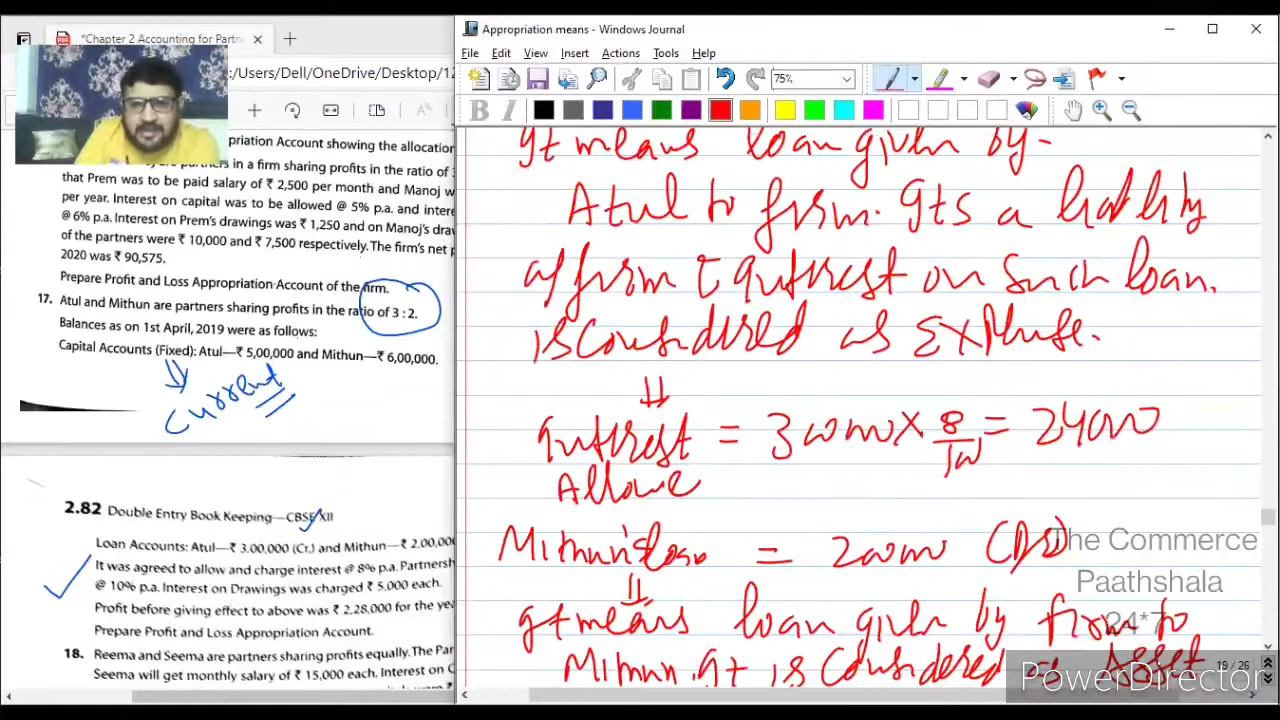 *Chapter 2 Accounting for Partn
:/Users/Dell/OneDrive/Desktop/12
priation Account showing the allocation
partners in a firm sharing profits in the ratio of 3
that Prem was to be paid salary of ₹ 2,500 per month and Manoj w
per year. Interest on capital was to be allowed @ 5% p.a. and intere
@ 6% p.a. Interest on Prem's drawings was ₹ 1,250 and on Manoj's drav
of the partners were ₹ 10,000 and ₹ 7,500 respectively. The firm's net p
2020 was ₹ 90,575.
Prepare Profit and Loss Appropriation Account of the firm.
17. Atul and Mithun are partners sharing profits in the ratio of 3 : 2.
Balances as on 1st April, 2019 were as follows:
Capital Accounts (Fixed): Atul—₹ 5,00,000 and Mithun—₹ 6,00,000.
Current
2.82 Double Entry Book Keeping—CBSE XII
Loan Accounts: Atul—₹ 3,00,000 (Cr.) and Mithun—₹ 2,00,000
It was agreed to allow and charge interest @ 8% p.a. Partnersh
@ 10% p.a. Interest on Drawings was charged ₹ 5,000 each.
Profit before giving effect to above was ₹ 2,28,000 for the yea
Prepare Profit and Loss Appropriation Account.
18. Reema and Seema are partners sharing profits equally. The Par
Seema will get monthly salary of ₹ 15,000 each. Interest on C
Appropriation means - Windows Journal
File Edit View Insert Actions Tools Help
75%
B I
It means loan given by-
Atul to firm. Its a liability
of firm & Interest on such loan.
is considered as Expense.
Interest = 300000 × 8/100 = 24000
Allowe
Mithun's loan = 200000 (Dr)
It means loan given by firm to
Mithun. It is considered as Asset
The Commerce
Paathshala
24*7
19 / 26
PowerDirector